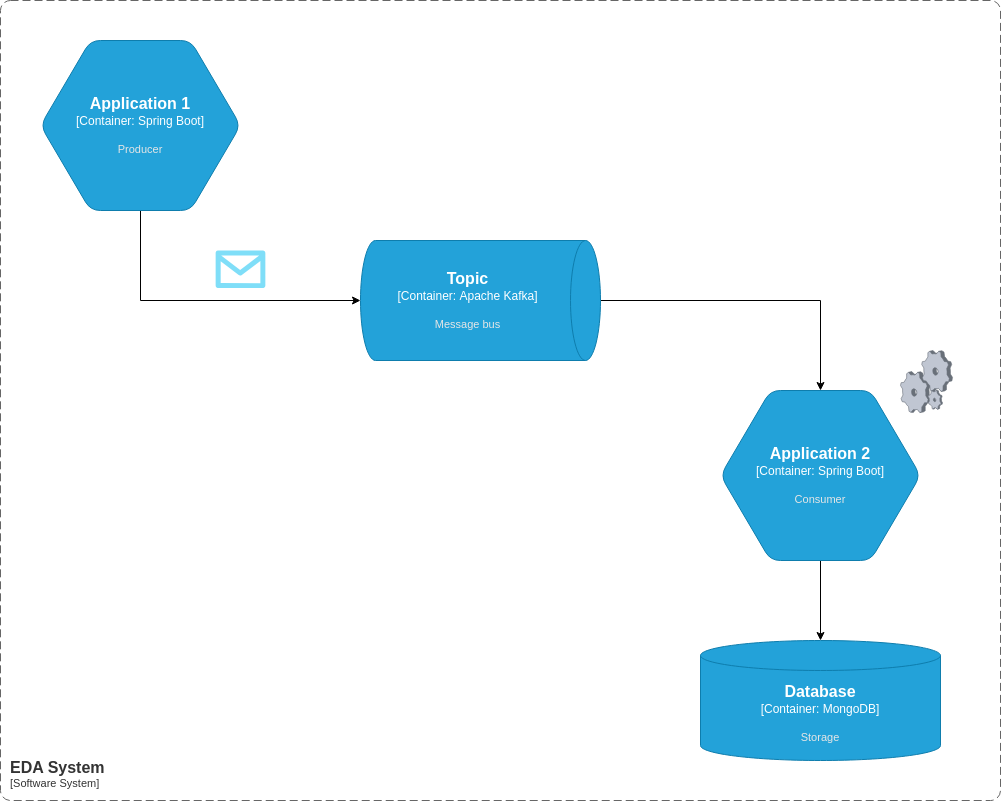 Application 1
[Container: Spring Boot]
Producer
Topic
[Container: Apache Kafka]
Message bus
Application 2
[Container: Spring Boot]
Consumer
Database
[Container: MongoDB]
Storage
EDA System
[Software System]